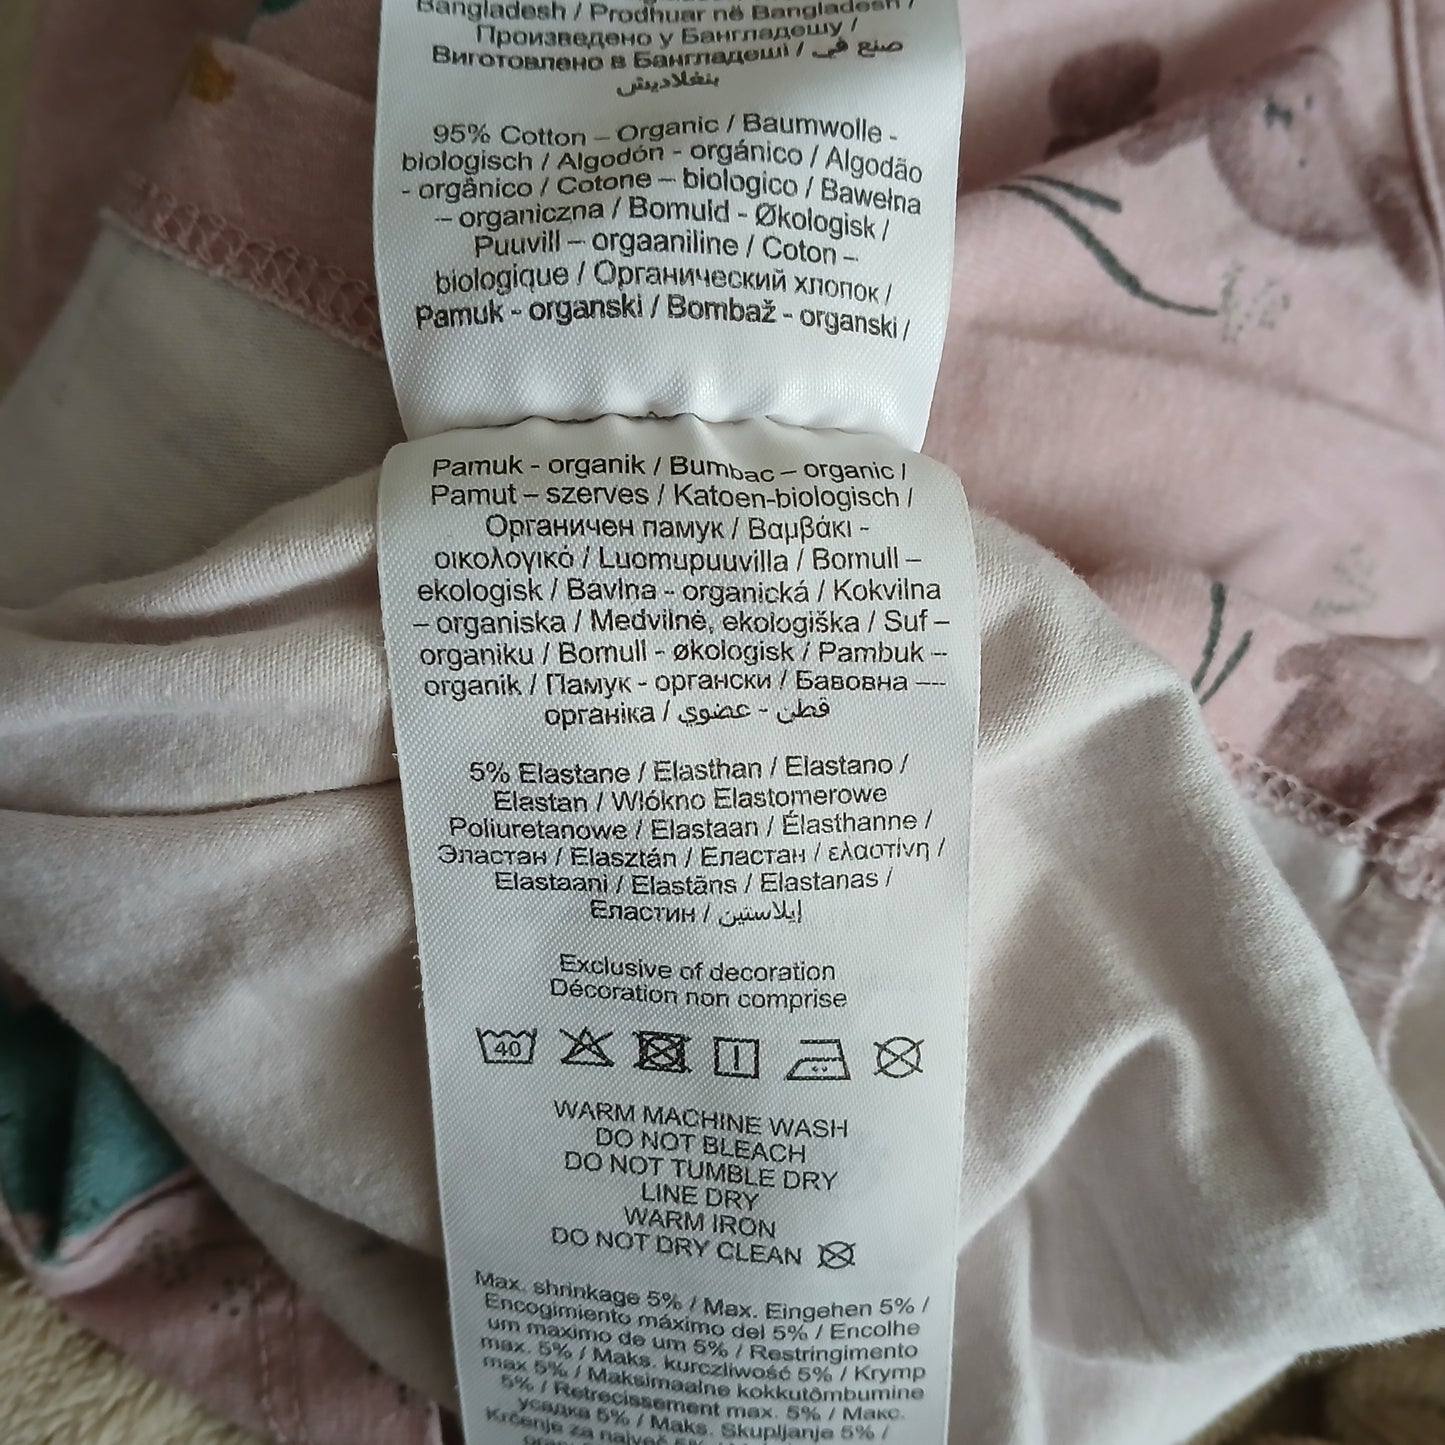 Bangladesh / Prodhuar në Bangladesh /
Произведено у Бангладешу /
Виготовлено в Бангладеші / صنع في
بنغلاديش
95% Cotton – Organic / Baumwolle -
biologisch / Algodón - orgánico / Algodão
- orgânico / Cotone – biologico / Bawełna
– organiczna / Bomuld - Økologisk /
Puuvill – orgaaniline / Coton –
biologique / Органический хлопок /
Pamuk - organski / Bombaž - organski /
Pamuk - organik / Bumbac – organic /
Pamut – szerves / Katoen-biologisch /
Органичен памук / Βαμβάκι -
οικολογικό / Luomupuuvilla / Bomull –
ekologisk / Bavlna - organická / Kokvilna
– organiska / Medvilnė, ekologiška / Suf –
organiku / Bomull - økologisk / Pambuk –
organik / Памук - органски / Бавовна —
органіка / قطن - عضوي
5% Elastane / Elasthan / Elastano /
Elastan / Włókno Elastomerowe
Poliuretanowe / Elastaan / Élasthanne /
Эластан / Elasztán / Еластан / ελαστίνη /
Elastaani / Elastāns / Elastanas /
Еластин / إيلاستين
Exclusive of decoration
Décoration non comprise
40
WARM MACHINE WASH
DO NOT BLEACH
DO NOT TUMBLE DRY
LINE DRY
WARM IRON
DO NOT DRY CLEAN
Max. shrinkage 5% / Max. Eingehen 5% /
Encogimiento máximo del 5% / Encolhe
um maximo de um 5% / Restringimento
max. 5% / Maks. kurczliwość 5% / Krymp
max 5% / Maksimaalne kokkutõmbumine
5% / Retrecissement max. 5% / Макс.
усадка 5% / Maks. Skupljanje 5% /
Krčenje za največ 5%